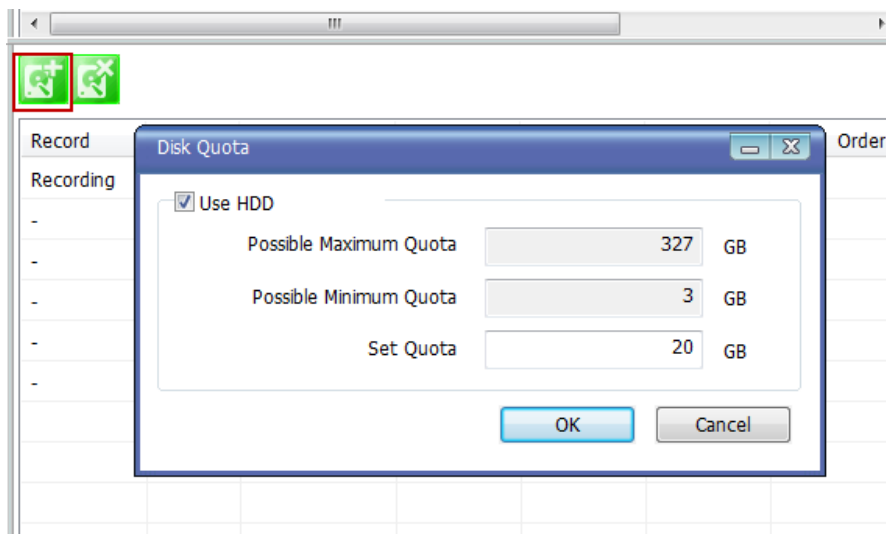 Record
Order
Recording
-
-
-
-
-
Disk Quota
Use HDD
Possible Maximum Quota 327 GB
Possible Minimum Quota 3 GB
Set Quota 20 GB
OK Cancel